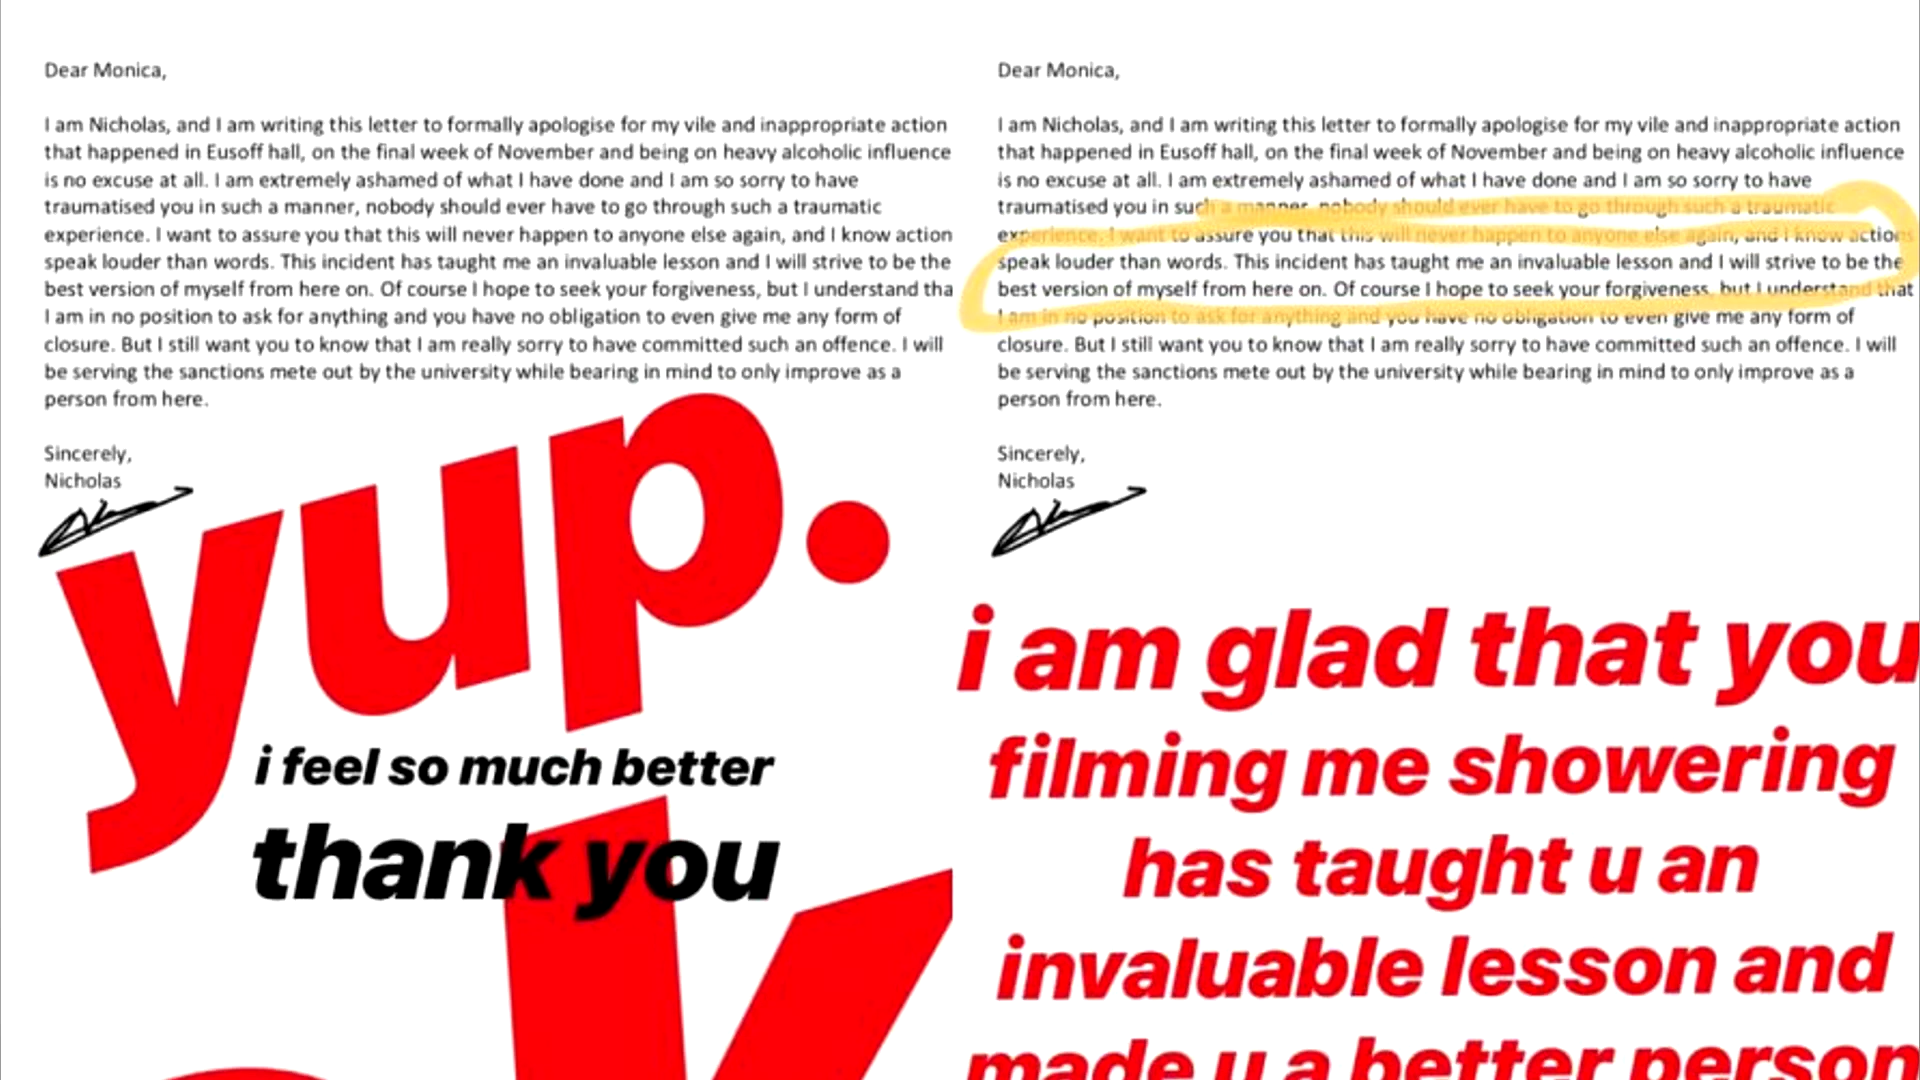 Dear Monica,
I am Nicholas, and I am writing this letter to formally apologise for my vile and inappropriate action
that happened in Eusoff hall, on the final week of November and being on heavy alcoholic influence
is no excuse at all. I am extremely ashamed of what I have done and I am so sorry to have
traumatised you in such a manner, nobody should ever have to go through such a traumatic
experience. I want to assure you that this will never happen to anyone else again, and I know action
speak louder than words. This incident has taught me an invaluable lesson and I will strive to be the
best version of myself from here on. Of course I hope to seek your forgiveness, but I understand tha
I am in no position to ask for anything and you have no obligation to even give me any form of
closure. But I still want you to know that I am really sorry to have committed such an offence. I will
be serving the sanctions mete out by the university while bearing in mind to only improve as a
person from here.
Sincerely,
Nicholas
yup.
i feel so much better
thank you
k
Dear Monica,
I am Nicholas, and I am writing this letter to formally apologise for my vile and inappropriate action
that happened in Eusoff hall, on the final week of November and being on heavy alcoholic influence
is no excuse at all. I am extremely ashamed of what I have done and I am so sorry to have
traumatised you in such a manner, nobody should ever have to go through such a traumatic
experience. I want to assure you that this will never happen to anyone else again, and I know actions
speak louder than words. This incident has taught me an invaluable lesson and I will strive to be the
best version of myself from here on. Of course I hope to seek your forgiveness, but I understand that
I am in no position to ask for anything and you have no obligation to even give me any form of
closure. But I still want you to know that I am really sorry to have committed such an offence. I will
be serving the sanctions mete out by the university while bearing in mind to only improve as a
person from here.
Sincerely,
Nicholas
i am glad that you
filming me showering
has taught u an
invaluable lesson and
made u a better person